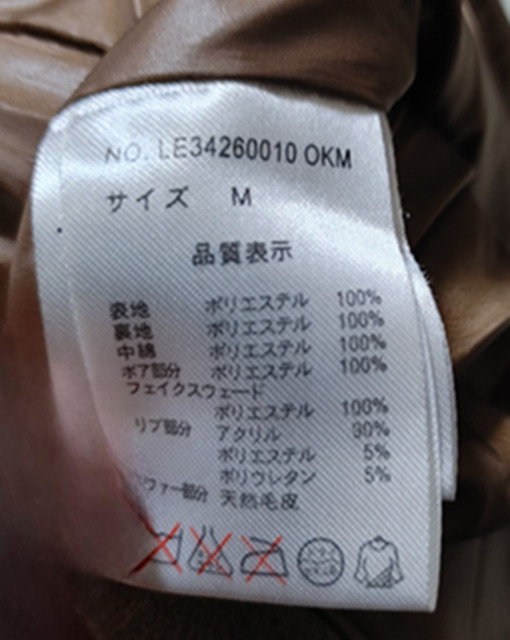 NO. LE34260010 OKM
サイズ M
品質表示
表地 ポリエステル 100%
裏地 ポリエステル 100%
中綿 ポリエステル 100%
ボア部分 ポリエステル 100%
フェイクスウェード
ポリエステル 100%
リブ部分 アクリル 90%
ポリエステル 5%
ポリウレタン 5%
ファー部分 天然毛皮